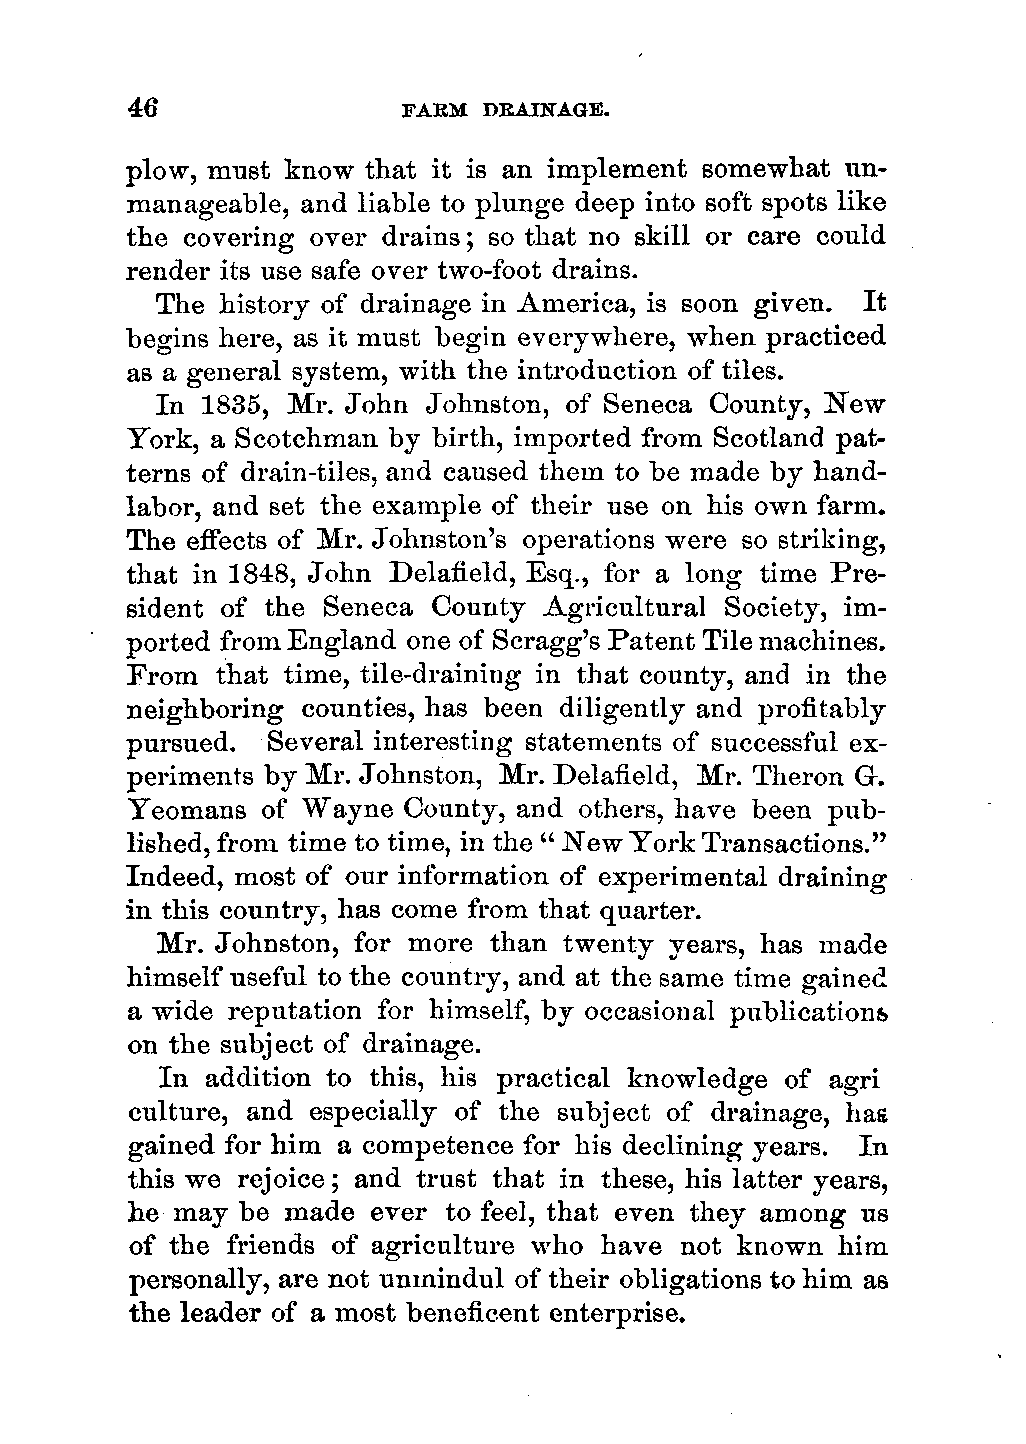 46 FARM DRAINAGE.
plow, must know that it is an implement somewhat un-
manageable, and liable to plunge deep into soft spots like
the covering over drains; so that no skill or care could
render its use safe over two-foot drains.
The history of drainage in America, is soon given. It
begins here, as it must begin everywhere, when practiced
as a general system, with the introduction of tiles.
In 1835, Mr. John Johnston, of Seneca County, New
York, a Scotchman by birth, imported from Scotland pat-
terns of drain-tiles, and caused them to be made by hand-
labor, and set the example of their use on his own farm.
The effects of Mr. Johnston's operations were so striking,
that in 1848, John Delafield, Esq., for a long time Pre-
sident of the Seneca County Agricultural Society, im-
ported from England one of Scragg's Patent Tile machines.
From that time, tile-draining in that county, and in the
neighboring counties, has been diligently and profitably
pursued. Several interesting statements of successful ex-
periments by Mr. Johnston, Mr. Delafield, Mr. Theron G.
Yeomans of Wayne County, and others, have been pub-
lished, from time to time, in the "New York Transactions."
Indeed, most of our information of experimental draining
in this country, has come from that quarter.
Mr. Johnston, for more than twenty years, has made
himself useful to the country, and at the same time gained
a wide reputation for himself, by occasional publications
on the subject of drainage.
In addition to this, his practical knowledge of agri
culture, and especially of the subject of drainage, has
gained for him a competence for his declining years. In
this we rejoice; and trust that in these, his latter years,
he may be made ever to feel, that even they among us
of the friends of agriculture who have not known him
personally, are not unmindul of their obligations to him as
the leader of a most beneficent enterprise.